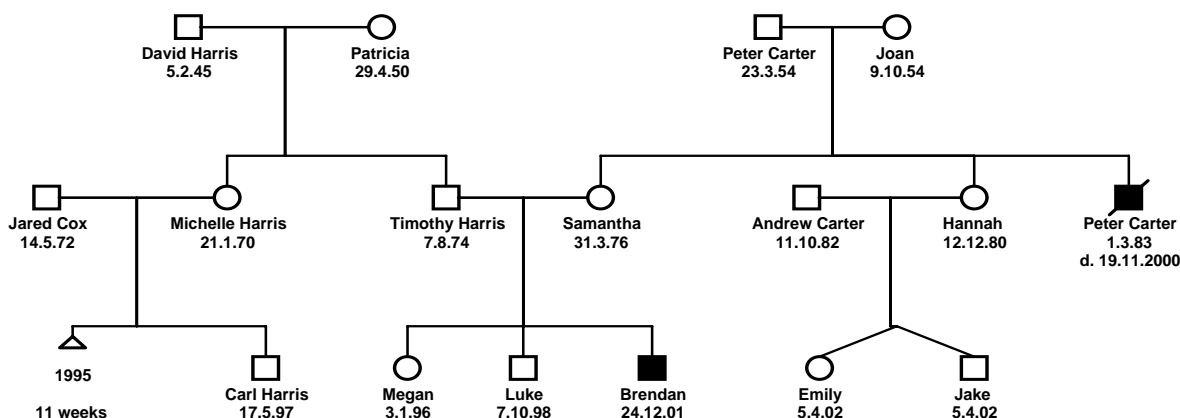 David Harris
5.2.45
Patricia
29.4.50
Peter Carter
23.3.54
Joan
9.10.54
Jared Cox
14.5.72
Michelle Harris
21.1.70
Timothy Harris
7.8.74
Samantha
31.3.76
Andrew Carter
11.10.82
Hannah
12.12.80
Peter Carter
1.3.83
d. 19.11.2000
1995
11 weeks
Carl Harris
17.5.97
Megan
3.1.96
Luke
7.10.98
Brendan
24.12.01
Emily
5.4.02
Jake
5.4.02